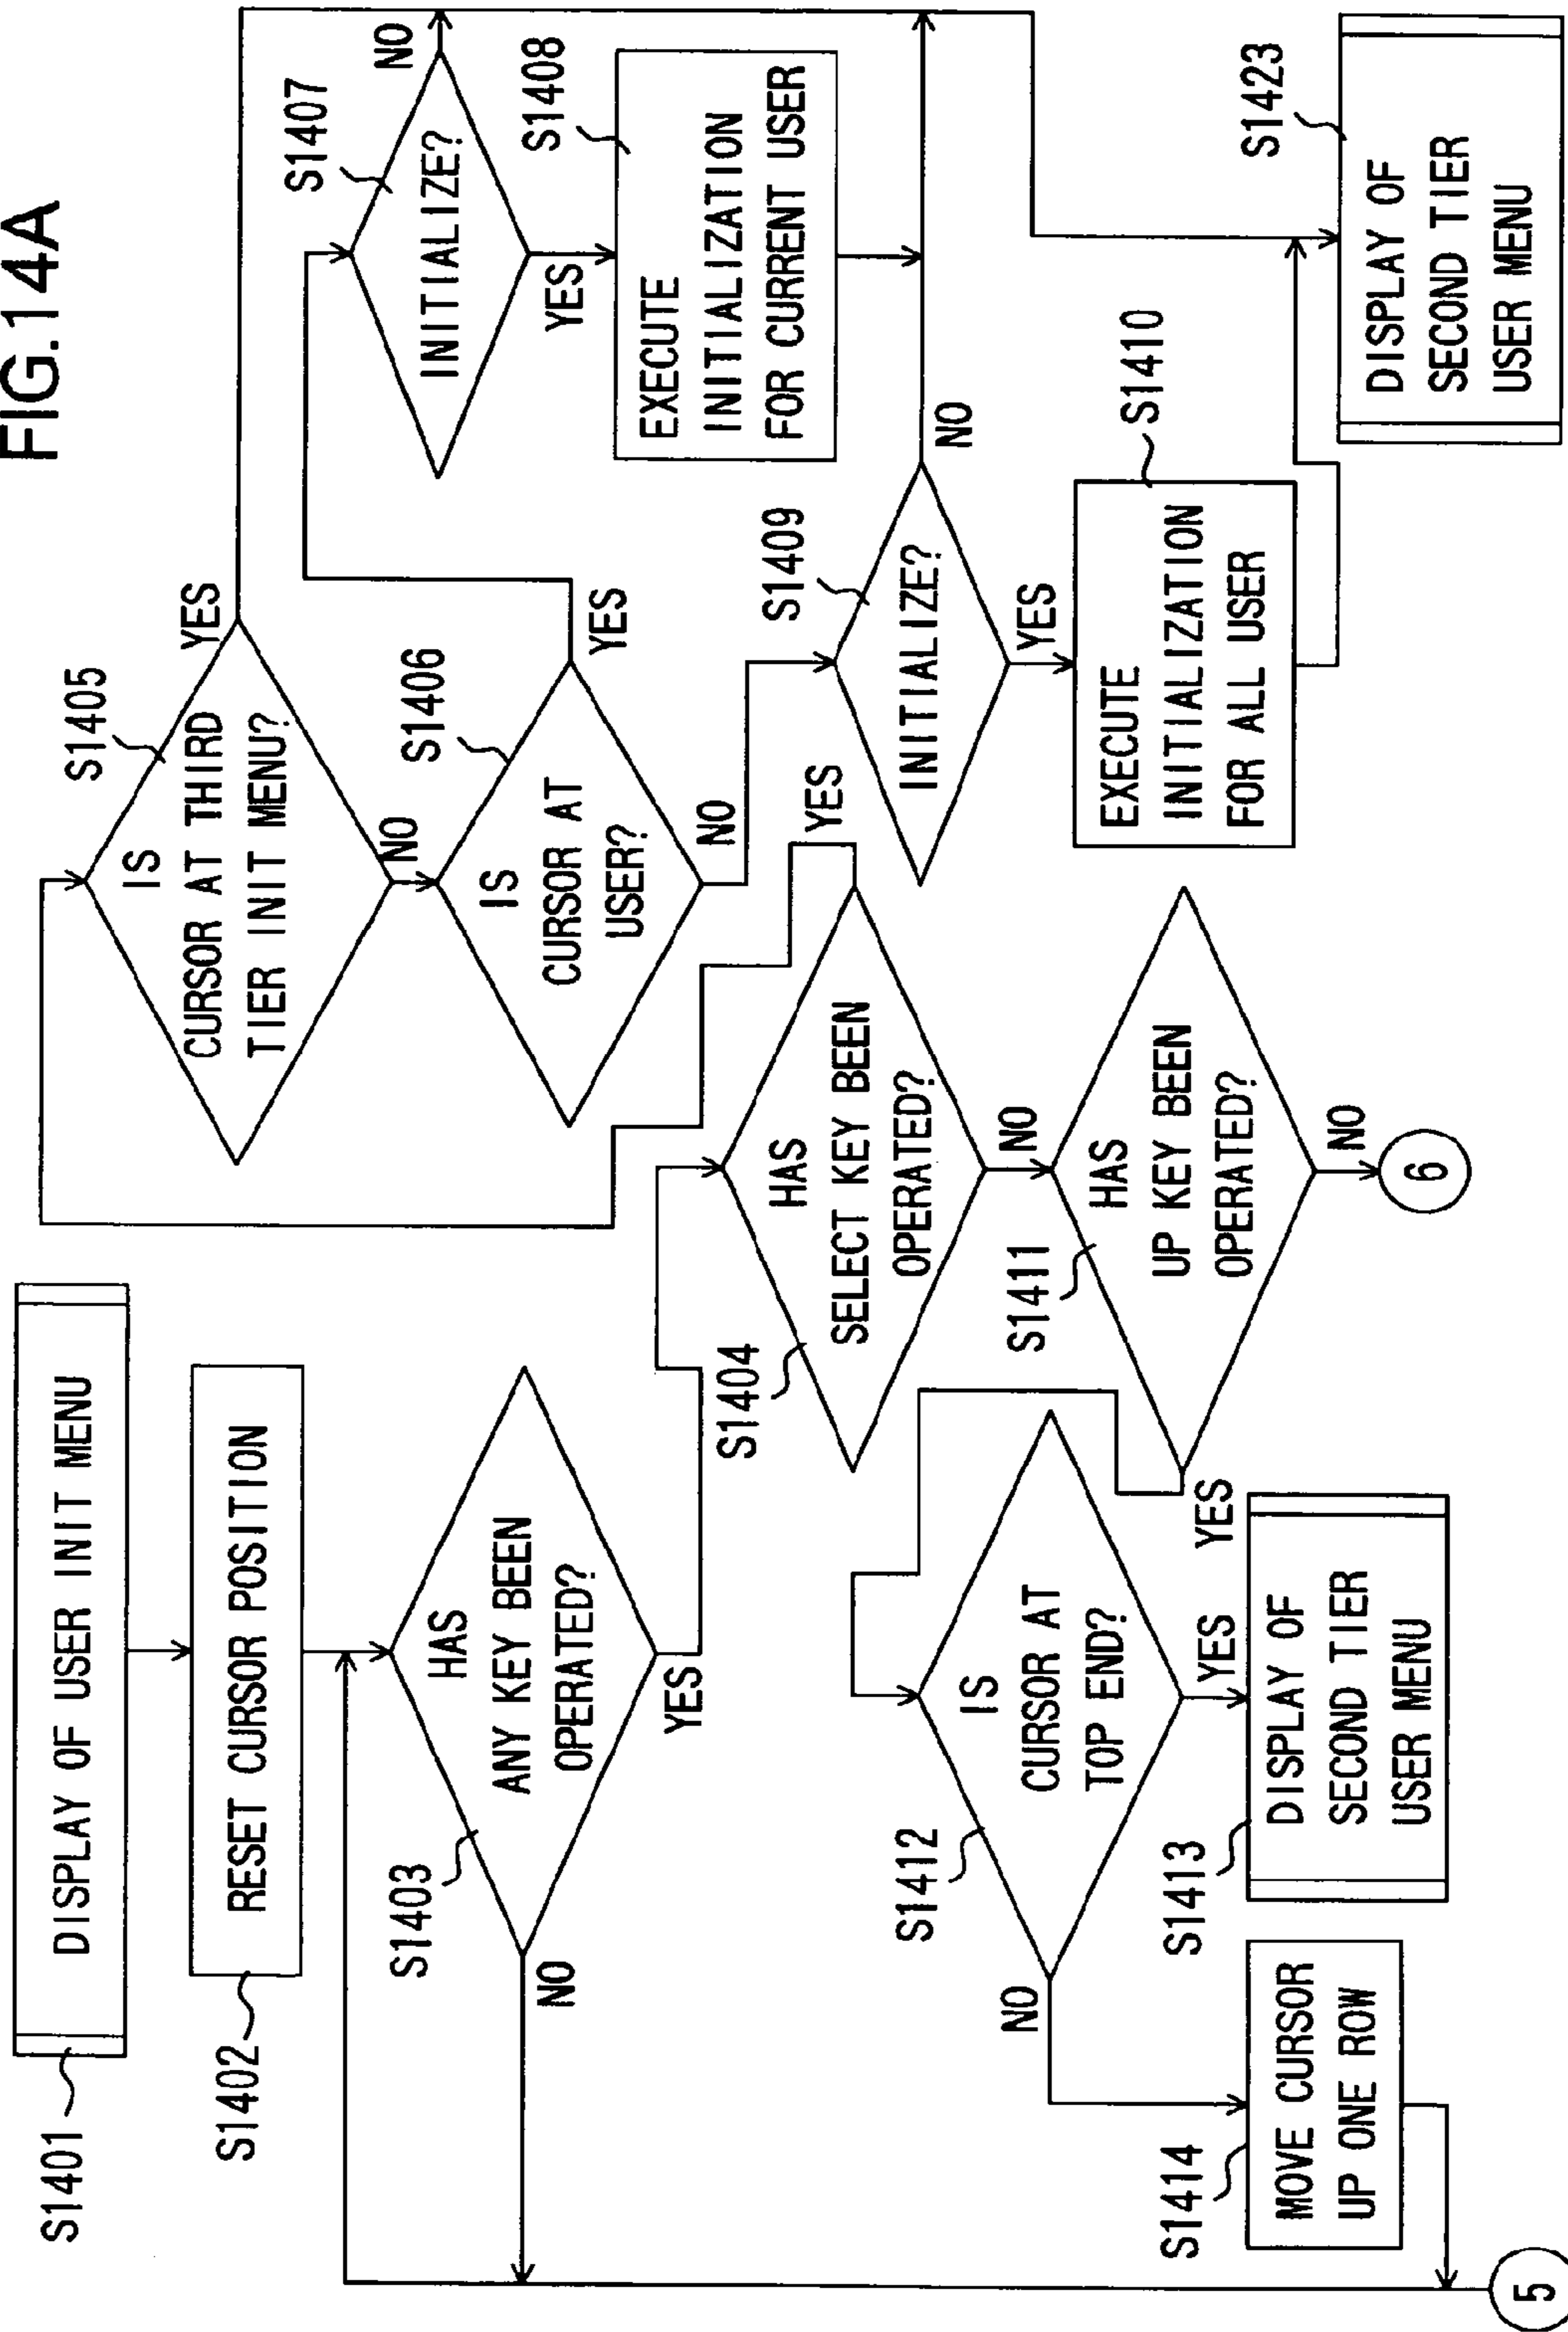 FIG.14A
S1401
DISPLAY OF USER INIT MENU
S1402
RESET CURSOR POSITION
S1403
HAS
ANY KEY BEEN
OPERATED?
NO
YES
S1404
HAS
SELECT KEY BEEN
OPERATED?
YES
NO
S1405
IS
CURSOR AT THIRD
TIER INIT MENU?
YES
NO
S1406
IS
CURSOR AT
USER?
YES
NO
S1407
INITIALIZE?
NO
YES
S1408
EXECUTE
INITIALIZATION
FOR CURRENT USER
S1409
INITIALIZE?
NO
YES
S1410
EXECUTE
INITIALIZATION
FOR ALL USER
S1423
DISPLAY OF
SECOND TIER
USER MENU
S1411
HAS
UP KEY BEEN
OPERATED?
YES
NO
6
S1412
IS
CURSOR AT
TOP END?
NO
YES
S1413
DISPLAY OF
SECOND TIER
USER MENU
S1414
MOVE CURSOR
UP ONE ROW
5